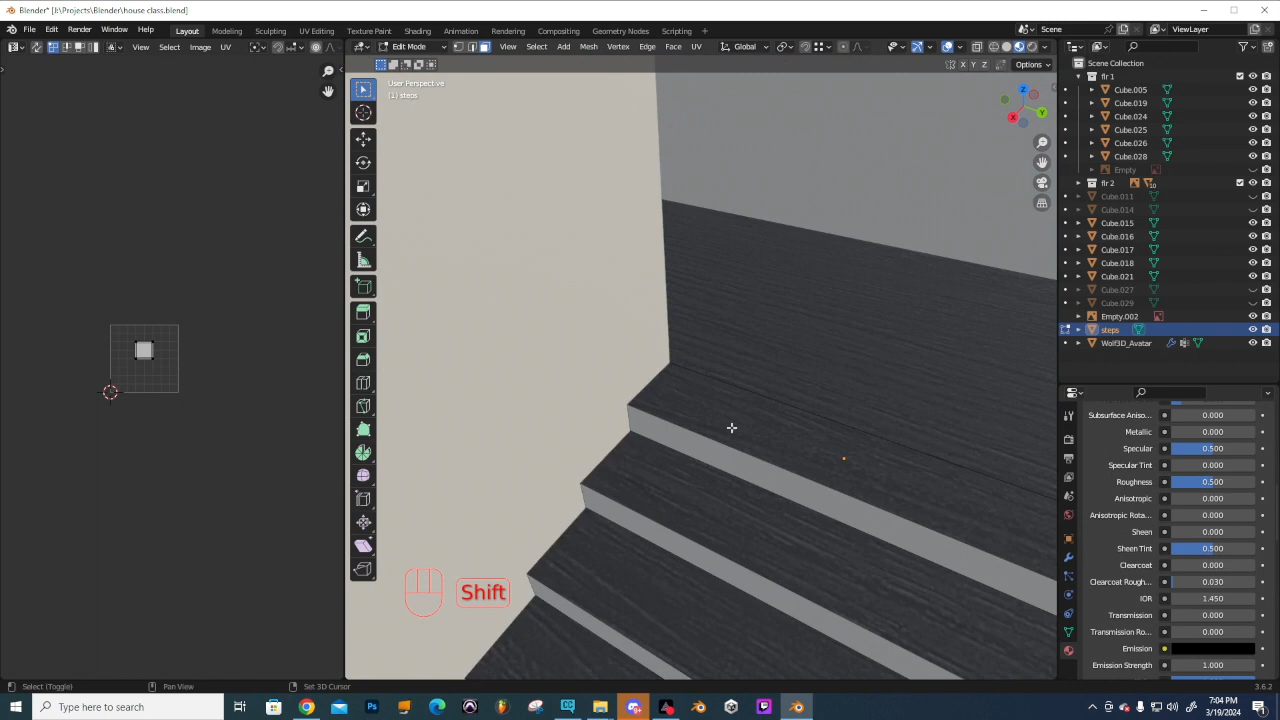 Blender* [J:\Projects\Blender\house class.blend]
File Edit Render Window Help Layout Modeling Sculpting UV Editing Texture Paint Shading Animation Rendering Compositing Geometry Nodes Scripting Scene ViewLayer
View Select Image UV Edit Mode View Select Add Mesh Vertex Edge Face UV Global
X Y Z Options
User Perspective
(1) steps
Z
Y
X
Scene Collection
flr 1
Cube.005
Cube.019
Cube.024
Cube.025
Cube.026
Cube.028
Empty
flr 2 10
Cube.011
Cube.014
Cube.015
Cube.016
Cube.017
Cube.018
Cube.021
Cube.027
Cube.029
Empty.002
steps
Wolf3D_Avatar
Subsurface Aniso... 0.000
Metallic 0.000
Specular 0.500
Specular Tint 0.000
Roughness 0.500
Anisotropic 0.000
Anisotropic Rota... 0.000
Sheen 0.000
Sheen Tint 0.500
Clearcoat 0.000
Clearcoat Rough... 0.030
IOR 1.450
Transmission 0.000
Transmission Ro... 0.000
Emission
Emission Strength 1.000
Shift
Select (Toggle) Pan View Set 3D Cursor 3.6.2
Type here to search
7:04 PM
3/19/2024